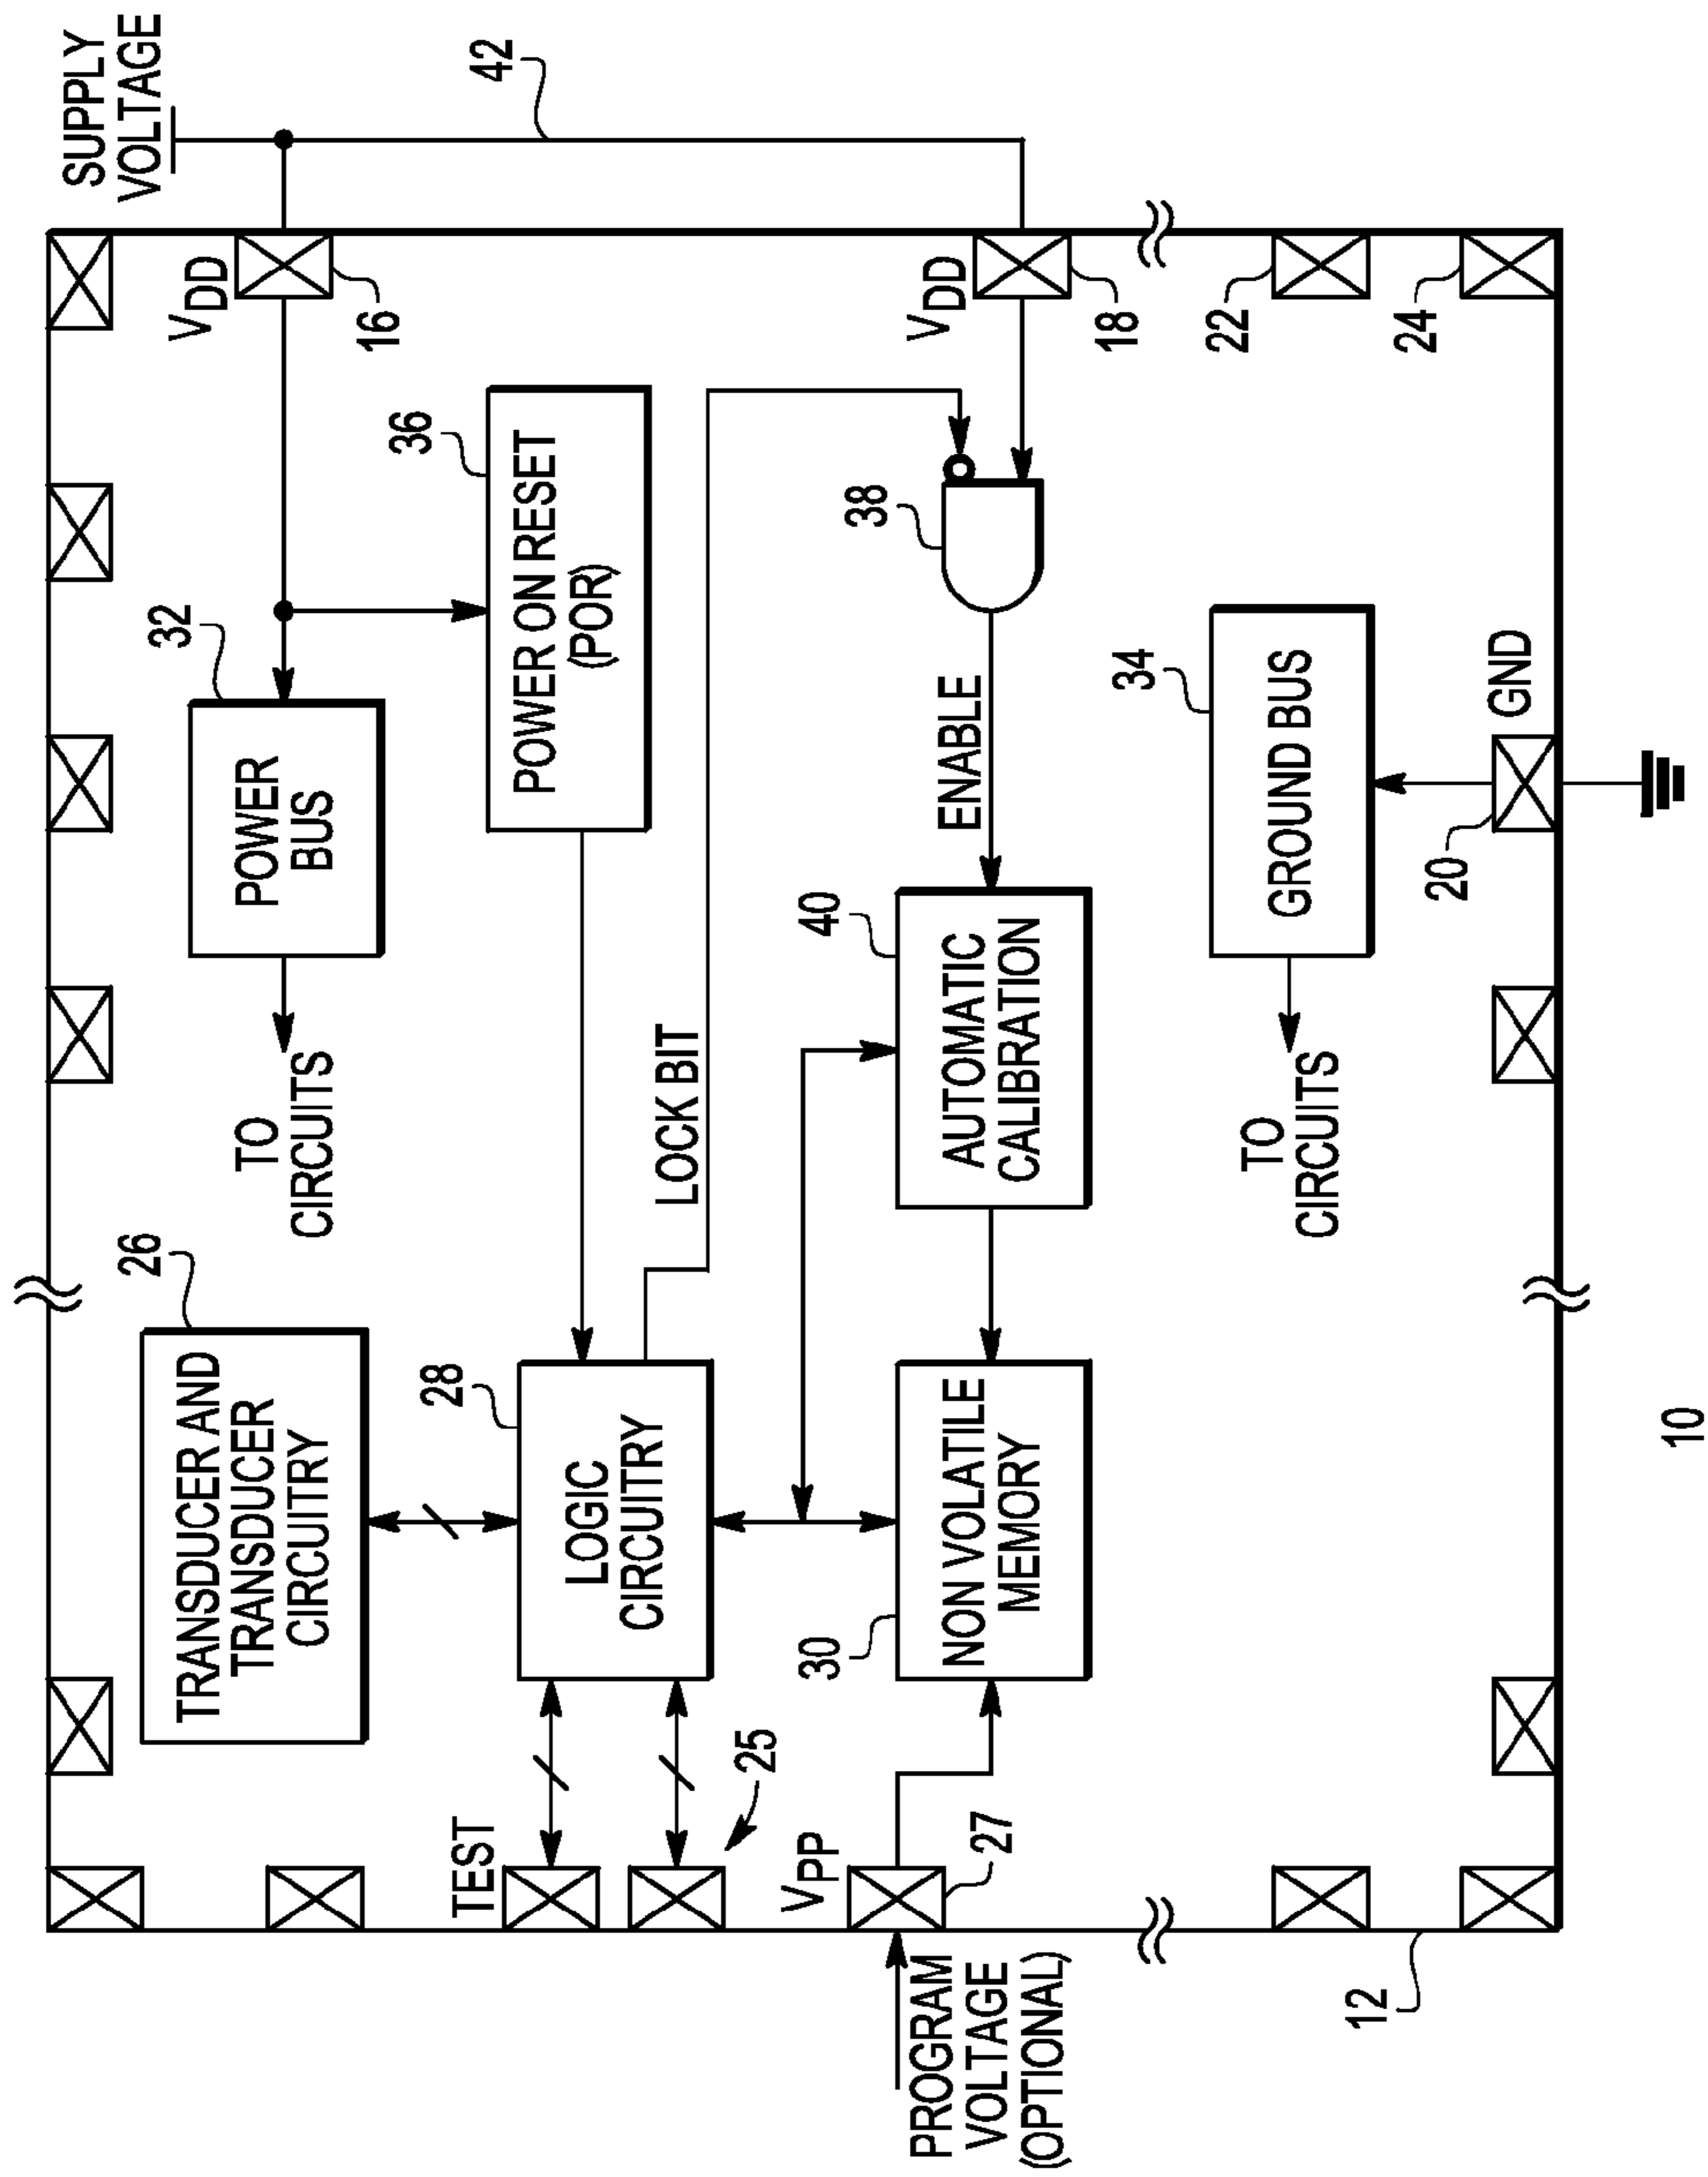 SUPPLY
VOLTAGE
42
VDD
16
VDD
18
22
24
36
POWER ON RESET
(POR)
38
32
POWER
BUS
ENABLE
34
GROUND BUS
GND
20
TO
CIRCUITS
LOCK BIT
40
AUTOMATIC
CALIBRATION
TO
CIRCUITS
26
TRANSDUCER AND
TRANSDUCER
CIRCUITRY
28
LOGIC
CIRCUITRY
30
NON VOLATILE
MEMORY
TEST
25
VPP
27
PROGRAM
VOLTAGE
(OPTIONAL)
12
10